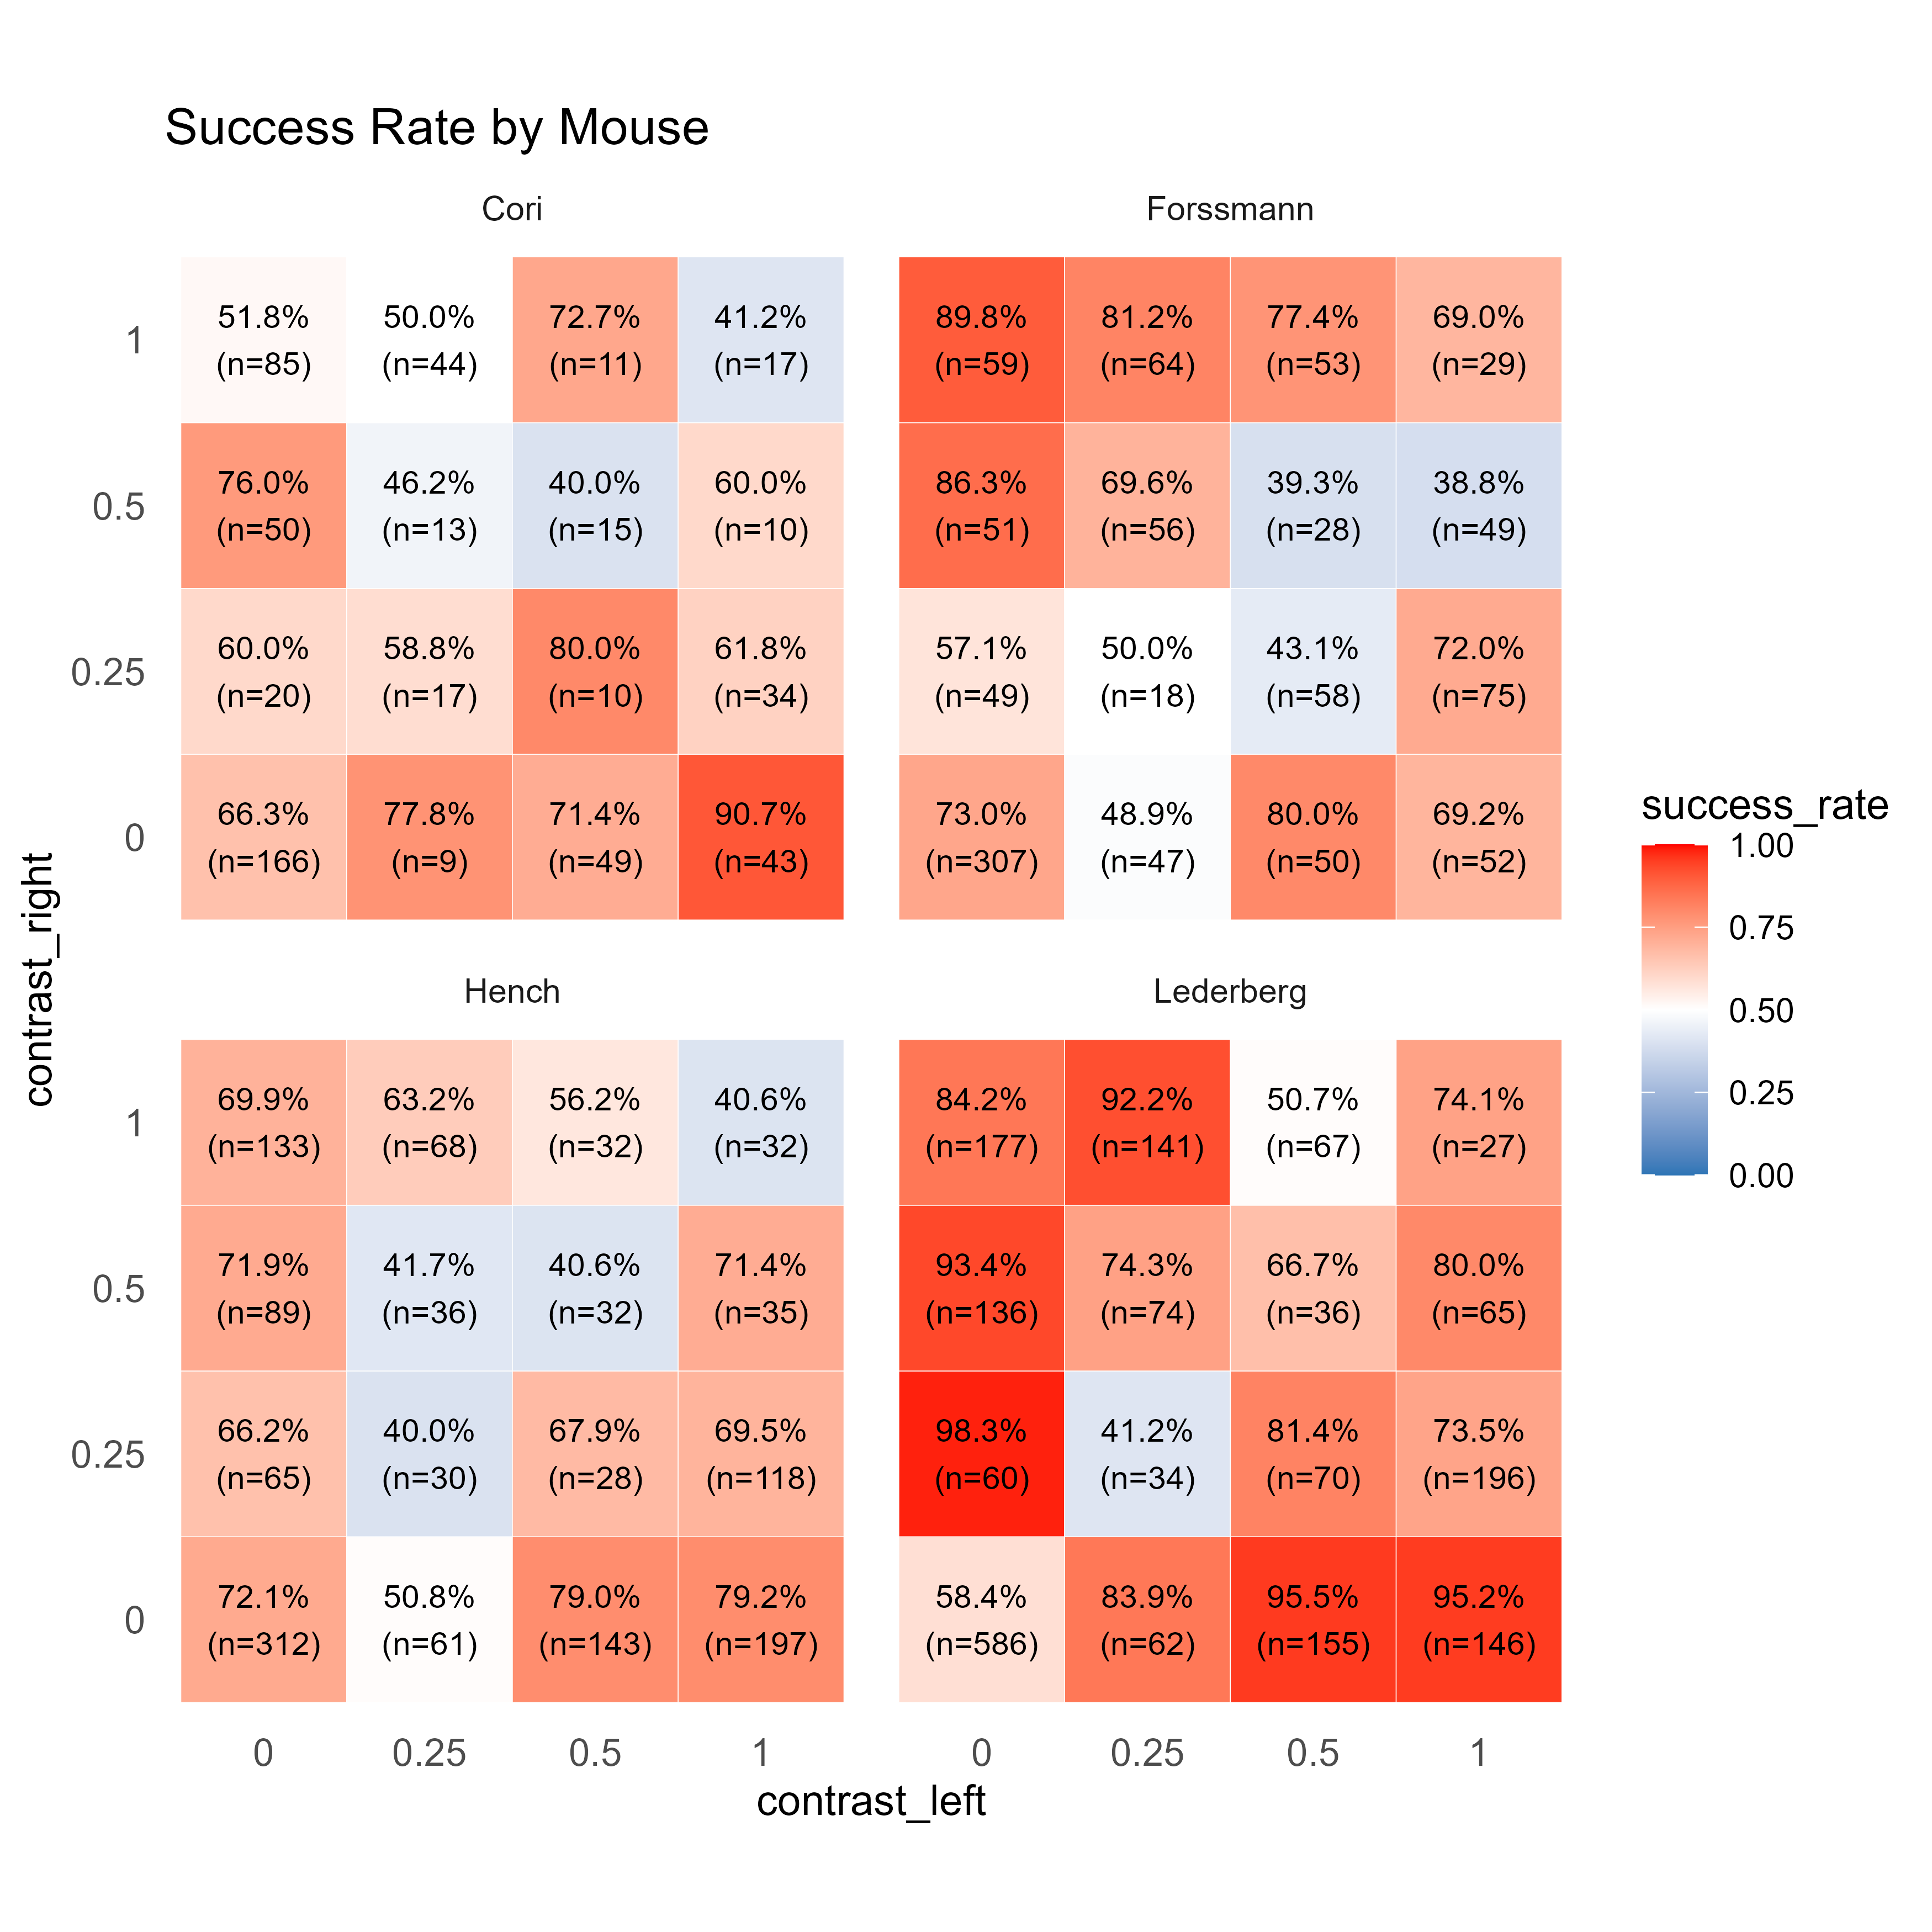 Success Rate by Mouse
Cori
Forssmann
51.8% 50.0% 72.7% 41.2% 89.8% 81.2% 77.4% 69.0%
1
(n=85) (n=44) (n=11) (n=17) (n=59) (n=64) (n=53) (n=29)
76.0% 46.2% 40.0% 60.0% 86.3% 69.6% 39.3% 38.8%
0.5
(n=50) (n=13) (n=15) (n=10) (n=51) (n=56) (n=28) (n=49)
60.0% 58.8% 80.0% 61.8% 57.1% 50.0% 43.1% 72.0%
0.25
(n=20) (n=17) (n=10) (n=34) (n=49) (n=18) (n=58) (n=75)
66.3% 77.8% 71.4% 90.7% 73.0% 48.9% 80.0% 69.2%
0
(n=166) (n=9) (n=49) (n=43) (n=307) (n=47) (n=50) (n=52)
contrast_right
Hench
Lederberg
69.9% 63.2% 56.2% 40.6% 84.2% 92.2% 50.7% 74.1%
1
(n=133) (n=68) (n=32) (n=32) (n=177) (n=141) (n=67) (n=27)
71.9% 41.7% 40.6% 71.4% 93.4% 74.3% 66.7% 80.0%
0.5
(n=89) (n=36) (n=32) (n=35) (n=136) (n=74) (n=36) (n=65)
66.2% 40.0% 67.9% 69.5% 98.3% 41.2% 81.4% 73.5%
0.25
(n=65) (n=30) (n=28) (n=118) (n=60) (n=34) (n=70) (n=196)
72.1% 50.8% 79.0% 79.2% 58.4% 83.9% 95.5% 95.2%
0
(n=312) (n=61) (n=143) (n=197) (n=586) (n=62) (n=155) (n=146)
0 0.25 0.5 1 0 0.25 0.5 1
contrast_left
success_rate
1.00
0.75
0.50
0.25
0.00